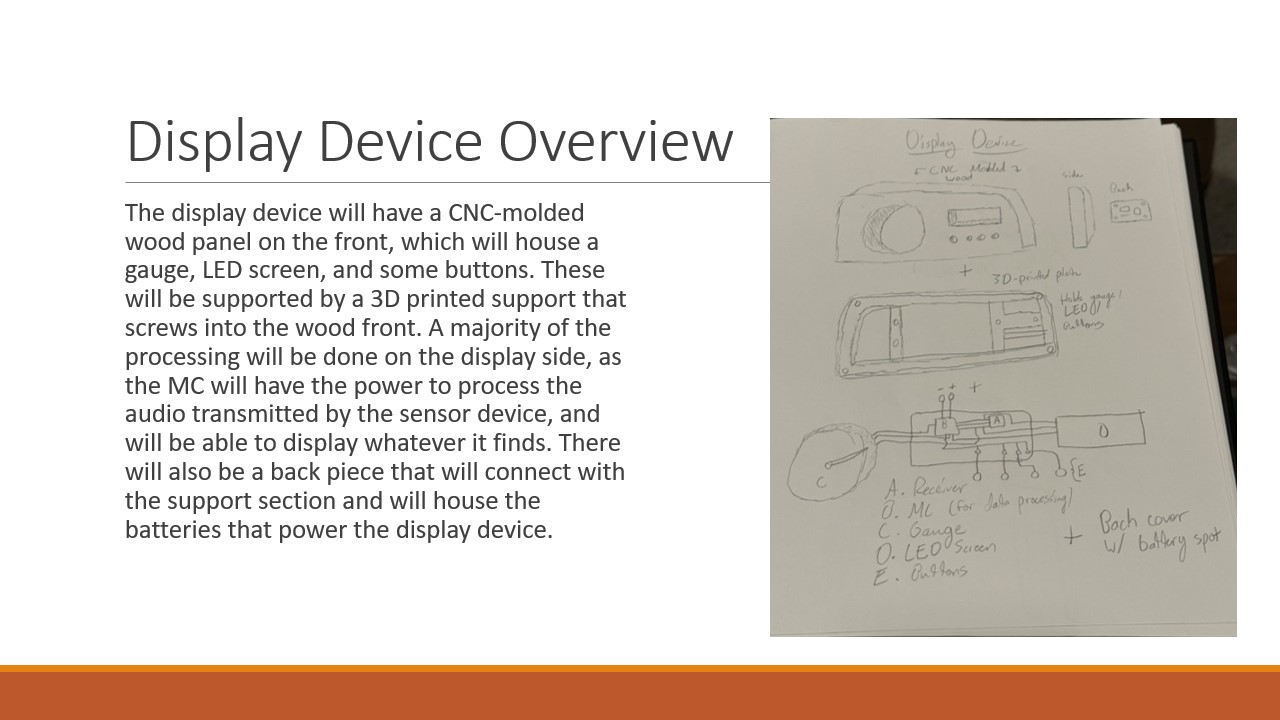 Display Device Overview
The display device will have a CNC-molded
wood panel on the front, which will house a
gauge, LED screen, and some buttons. These
will be supported by a 3D printed support that
screws into the wood front. A majority of the
processing will be done on the display side, as
the MC will have the power to process the
audio transmitted by the sensor device, and
will be able to display whatever it finds. There
will also be a back piece that will connect with
the support section and will house the
batteries that power the display device.
Display Device
CNC Molded
wood
Side
Back
+
3D-printed plate
Holds gauge/
LED/
Buttons
- + +
B
A
D
C
E
A. Receiver
B. MC (for data processing)
C. Gauge
D. LED Screen
E. Buttons
+ Back cover
w/ battery spot